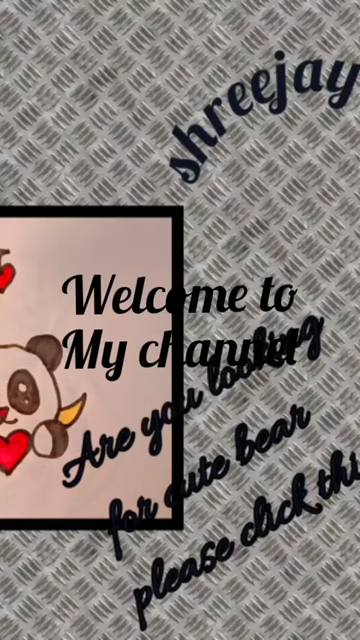 shreejay
Welcome to
My channel
Are you looking
for cute bear
please click this